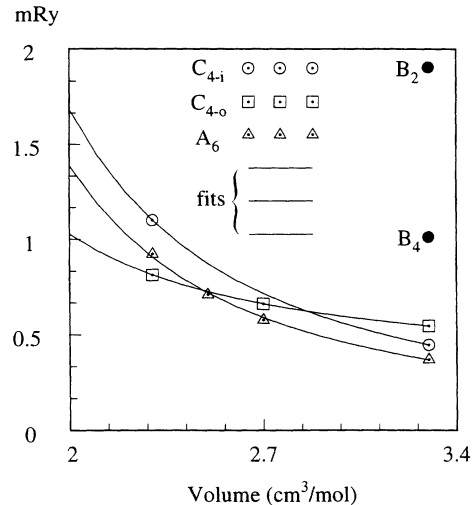 mRy
2
C4-i
B2
C4-o
A6
1.5
fits {
1
B4
0.5
0
2
2.7
3.4
Volume (cm³/mol)